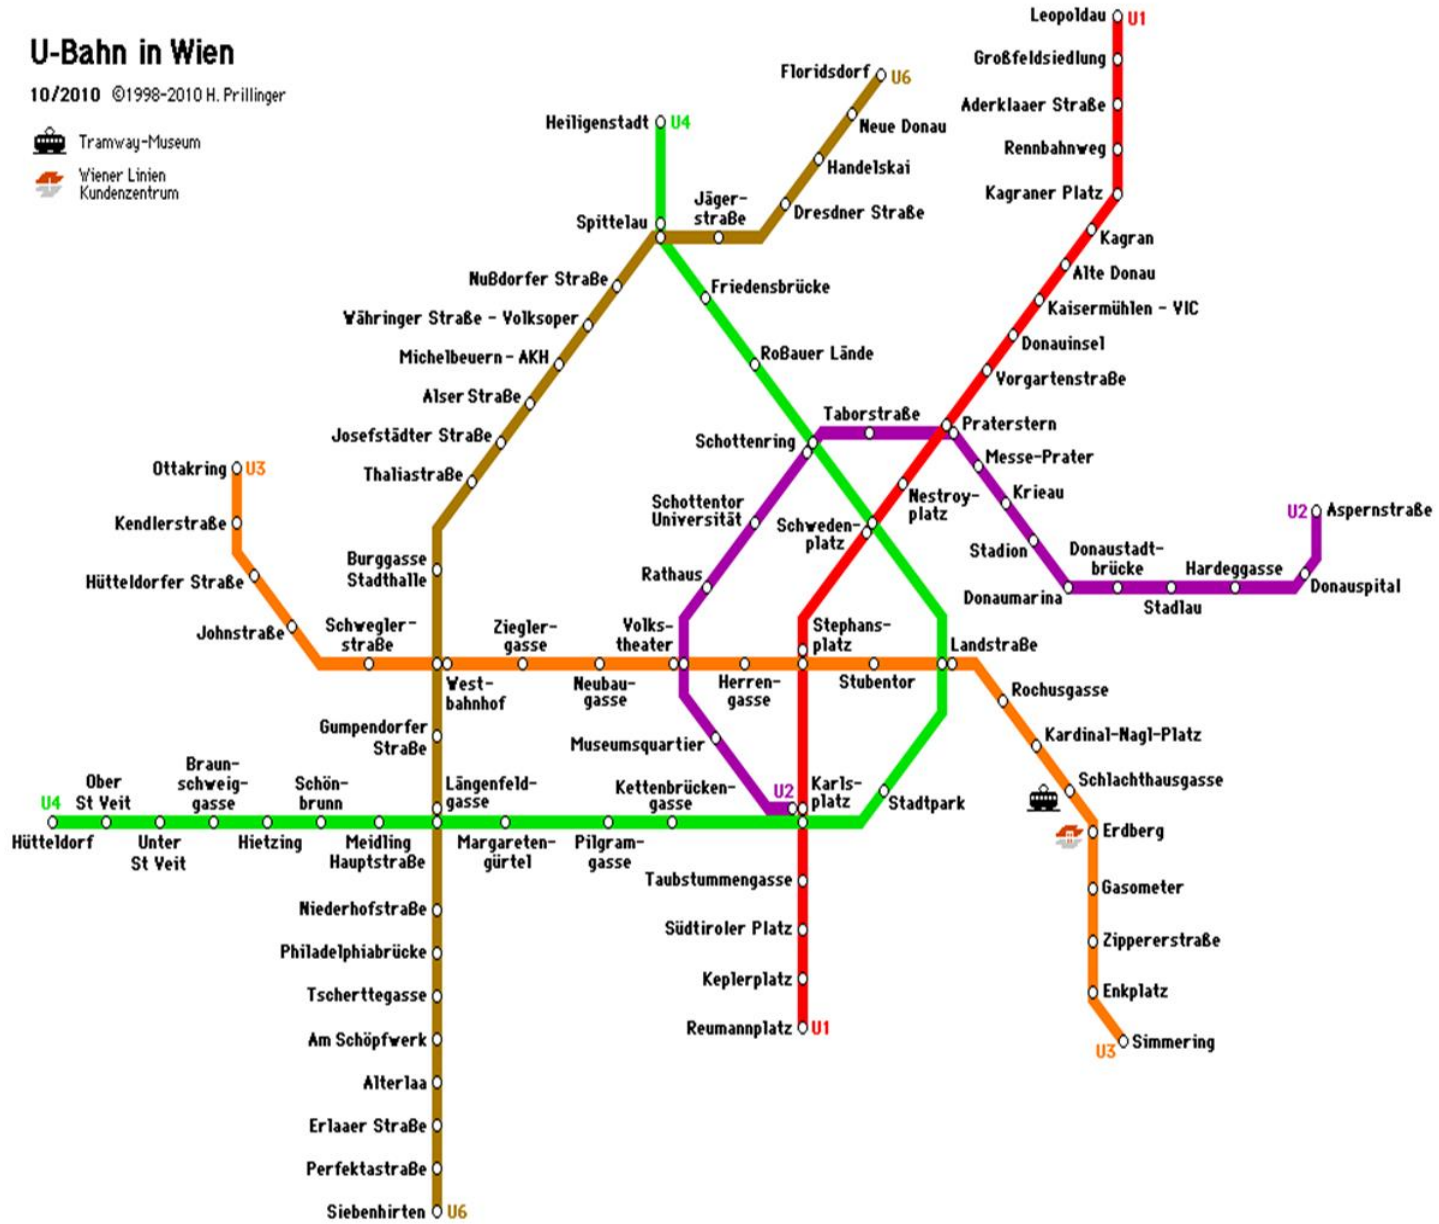 U-Bahn in Wien
10/2010 ©1998-2010 H. Prillinger
Tramway-Museum
Wiener Linien
Kundenzentrum
Leopoldau
U1
Großfeldsiedlung
Aderklaaer Straße
Rennbahnweg
Kagraner Platz
Kagran
Alte Donau
Kaisermühlen - VIC
Donauinsel
Vorgartenstraße
Praterstern
Floridsdorf
U6
Neue Donau
Handelskai
Dresdner Straße
Jäger-
straße
Heiligenstadt
U4
Spittelau
Nußdorfer Straße
Währinger Straße - Volksoper
Michelbeuern - AKH
Alser Straße
Josefstädter Straße
Thaliastraße
Friedensbrücke
Roßauer Lände
Taborstraße
Schottenring
Messe-Prater
Krieau
Stadion
Donaumarina
Donaustadt-
brücke
Stadlau
Hardeggasse
Donauspital
U2
Aspernstraße
Nestroy-
platz
Schweden-
platz
Schottentor
Universität
Rathaus
Ottakring
U3
Kendlerstraße
Hütteldorfer Straße
Johnstraße
Burggasse
Stadthalle
Schwegler-
straße
West-
bahnhof
Ziegler-
gasse
Neubau-
gasse
Volks-
theater
Herren-
gasse
Stephans-
platz
Stubentor
Landstraße
Rochusgasse
Kardinal-Nagl-Platz
Schlachthausgasse
Erdberg
Gasometer
Zippererstraße
Enkplatz
U3
Simmering
Gumpendorfer
Straße
Museumsquartier
U2
Karls-
platz
Stadtpark
Kettenbrücken-
gasse
Längenfeld-
gasse
U4
Hütteldorf
Ober
St Veit
Unter
St Veit
Braun-
schweig-
gasse
Hietzing
Schön-
brunn
Meidling
Hauptstraße
Margareten-
gürtel
Pilgram-
gasse
Taubstummengasse
Südtiroler Platz
Keplerplatz
Reumannplatz
U1
Niederhofstraße
Philadelphiabrücke
Tscherttegasse
Am Schöpfwerk
Alterlaa
Erlaaer Straße
Perfektastraße
Siebenhirten
U6